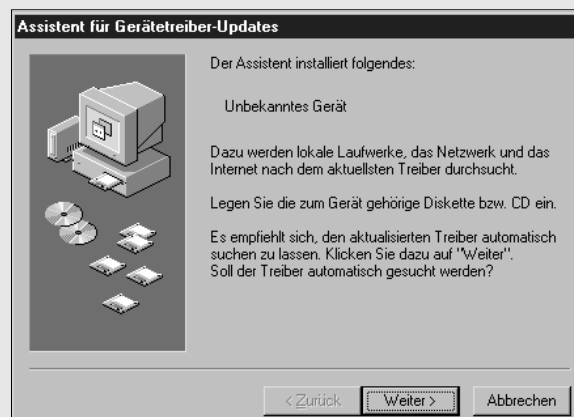 Assistent für Gerätetreiber-Updates
Der Assistent installiert folgendes:
Unbekanntes Gerät
Dazu werden lokale Laufwerke, das Netzwerk und das
Internet nach dem aktuellsten Treiber durchsucht.
Legen Sie die zum Gerät gehörige Diskette bzw. CD ein.
Es empfiehlt sich, den aktualisierten Treiber automatisch
suchen zu lassen. Klicken Sie dazu auf "Weiter".
Soll der Treiber automatisch gesucht werden?
< Zurück
Weiter >
Abbrechen